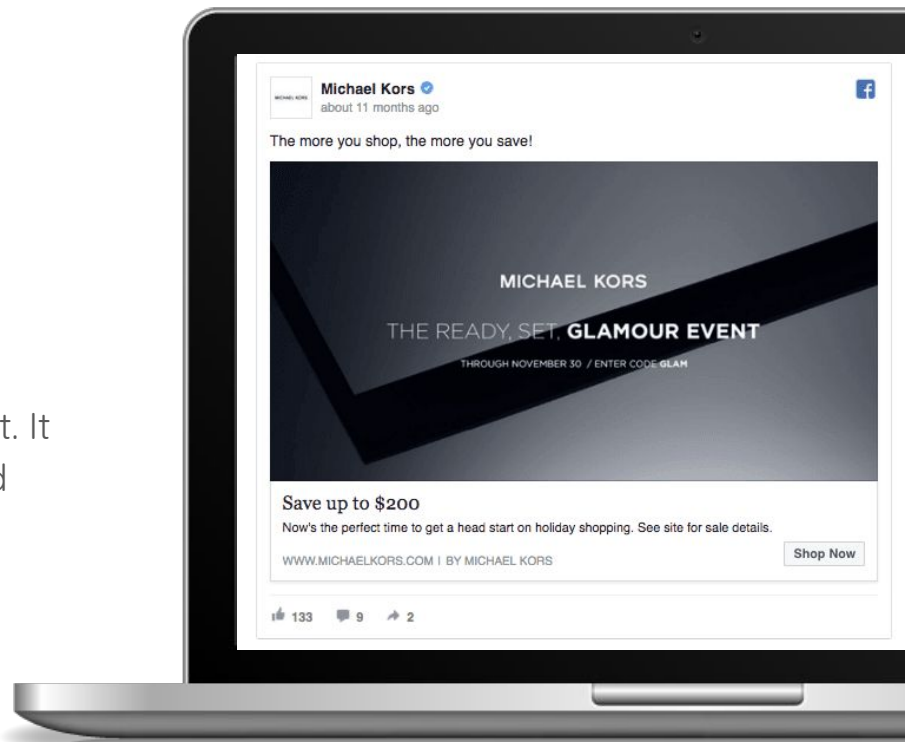 t. It
d
MICHAEL KORS
Michael Kors
about 11 months ago
The more you shop, the more you save!
MICHAEL KORS
THE READY, SET, GLAMOUR EVENT
THROUGH NOVEMBER 30 / ENTER CODE GLAM
Save up to $200
Now's the perfect time to get a head start on holiday shopping. See site for sale details.
WWW.MICHAELKORS.COM | BY MICHAEL KORS
Shop Now
133 9 2